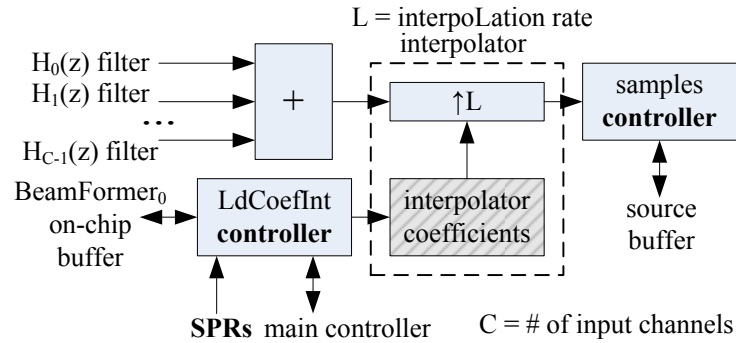 L = interpoLation rate
interpolator
H0(z) filter
H1(z) filter
...
HC-1(z) filter
+
↑L
samples
controller
BeamFormer0
on-chip
buffer
LdCoefInt
controller
interpolator
coefficients
source
buffer
SPRs main controller
C = # of input channels